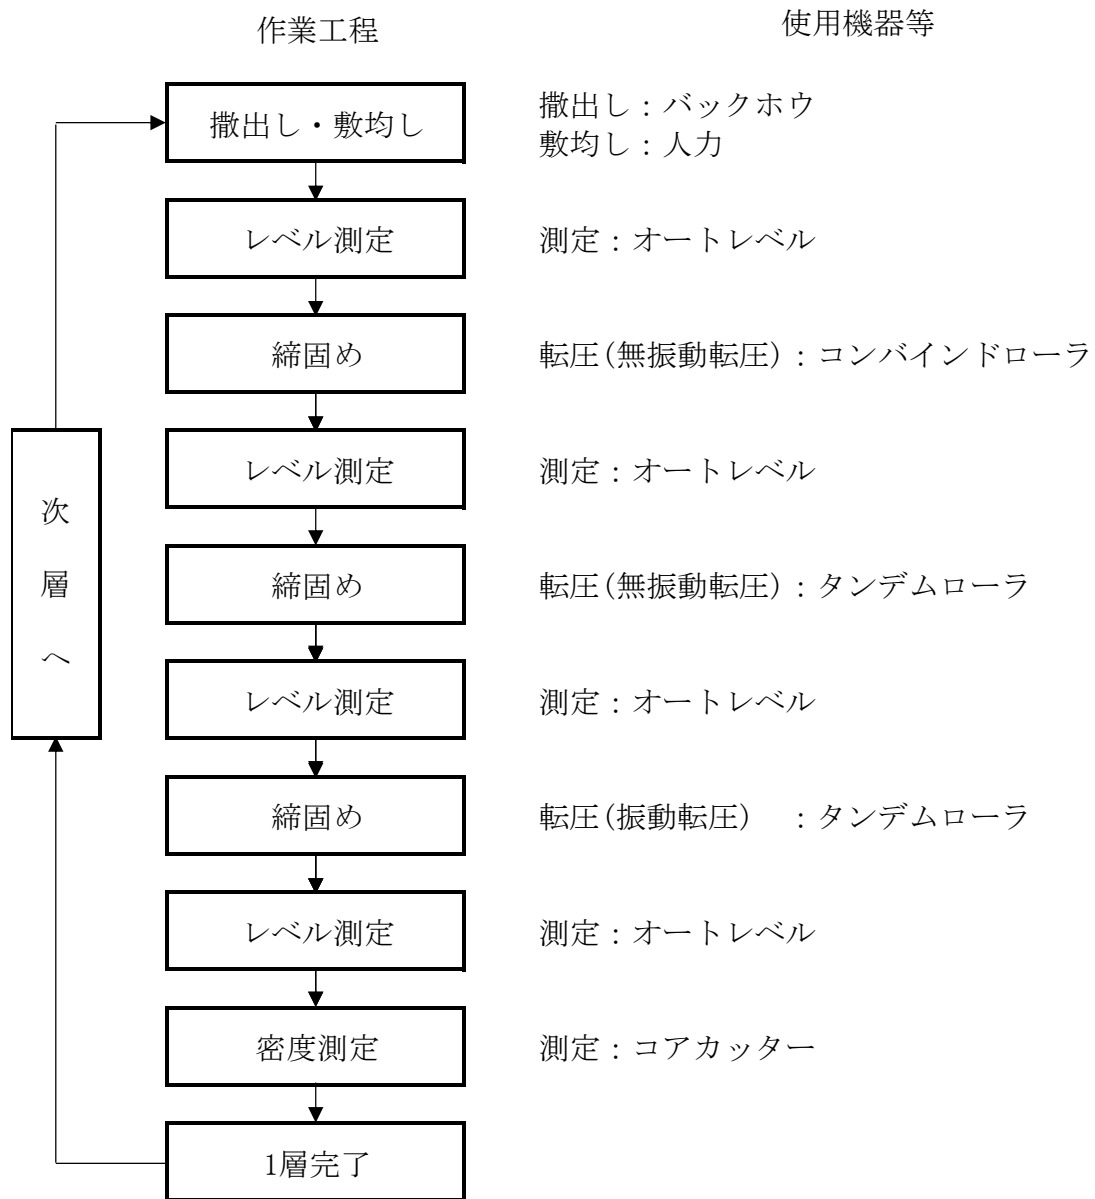 作業工程
使用機器等
撒出し・敷均し
撒出し：バックホウ
敷均し：人力
レベル測定
測定：オートレベル
締固め
転圧(無振動転圧)：コンバインドローラ
レベル測定
測定：オートレベル
締固め
転圧(無振動転圧)：タンデムローラ
レベル測定
測定：オートレベル
締固め
転圧(振動転圧)　：タンデムローラ
レベル測定
測定：オートレベル
密度測定
測定：コアカッター
1層完了
次層へ